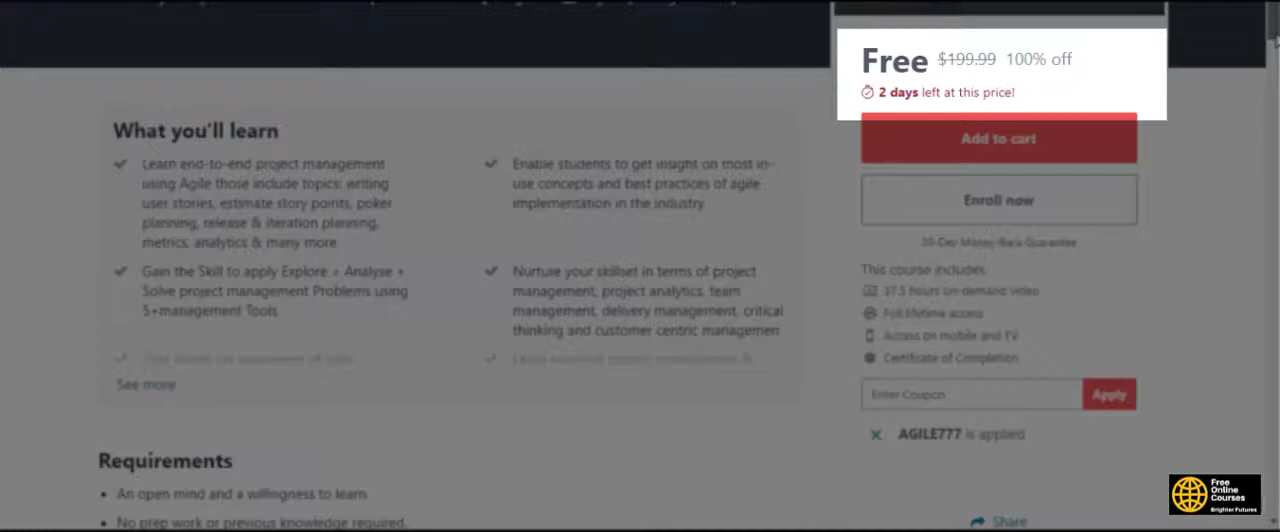 Free $199.99 100% off
2 days left at this price!
Add to cart
Enroll now
30-Day Money-Back Guarantee
This course includes:
37.5 hours on-demand video
Full lifetime access
Access on mobile and TV
Certificate of Completion
Enter Coupon Apply
AGILE777 is applied
Share
What you'll learn
Learn end-to-end project management
using Agile those include topics: writing
user stories, estimate story points, poker
planning, release & iteration planning,
metrics, analytics & many more
Enable students to get insight on most in-
use concepts and best practices of agile
implementation in the industry
Gain the Skill to apply Explore + Analyse +
Solve project management Problems using
5+management Tools
Nurture your skillset in terms of project
management, project analytics, team
management, delivery management, critical
thinking and customer centric managemen
See more
Requirements
An open mind and a willingness to learn
No prep work or previous knowledge required.
Free
Online
Courses
Brighter Futures